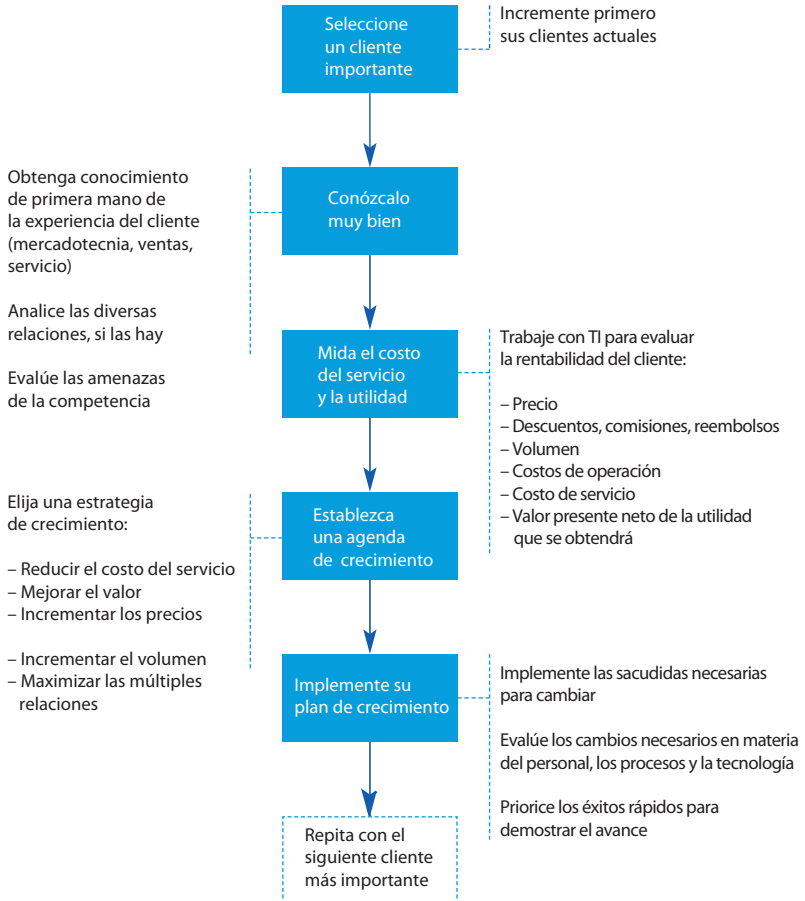 Seleccione
un cliente
importante
Incremente primero
sus clientes actuales
Obtenga conocimiento
de primera mano de
la experiencia del cliente
(mercadotecnia, ventas,
servicio)
Analice las diversas
relaciones, si las hay
Evalúe las amenazas
de la competencia
Conózcalo
muy bien
Mida el costo
del servicio
y la utilidad
Trabaje con TI para evaluar
la rentabilidad del cliente:
– Precio
– Descuentos, comisiones, reembolsos
– Volumen
– Costos de operación
– Costo de servicio
– Valor presente neto de la utilidad
que se obtendrá
Elija una estrategia
de crecimiento:
– Reducir el costo del servicio
– Mejorar el valor
– Incrementar los precios
– Incrementar el volumen
– Maximizar las múltiples
relaciones
Establezca
una agenda
de crecimiento
Implemente su
plan de crecimiento
Implemente las sacudidas necesarias
para cambiar
Evalúe los cambios necesarios en materia
del personal, los procesos y la tecnología
Priorice los éxitos rápidos para
demostrar el avance
Repita con el
siguiente cliente
más importante